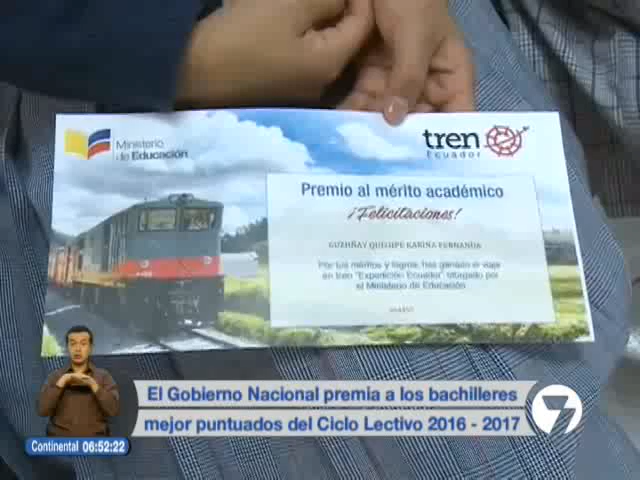 Ministerio
de Educación
tren
Ecuador
Premio al mérito académico
¡Felicitaciones!
KARINA FERNANDA
Por tus méritos y logros, has ganado el viaje
en tren "Expedición Ecuador", otorgado por
el Ministerio de Educación
El Gobierno Nacional premia a los bachilleres
mejor puntuados del Ciclo Lectivo 2016 - 2017
7
Continental 06:52:22